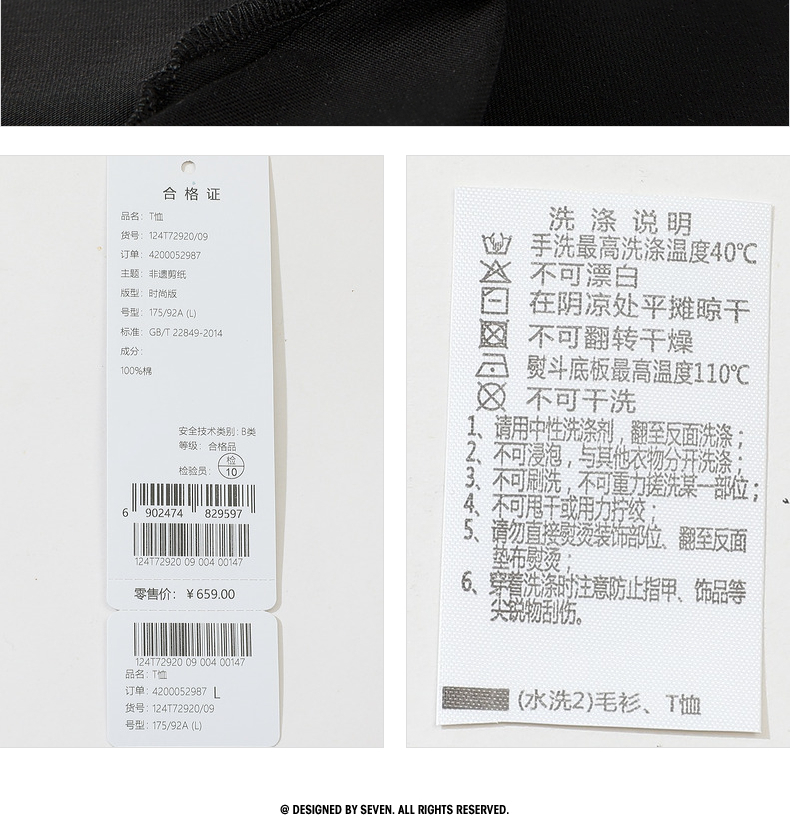 合格证
品名：T恤
货号：124T72920/09
订单：4200052987
主题：非遗剪纸
版型：时尚版
号型：175/92A (L)
标准：GB/T 22849-2014
成分：
100%棉
安全技术类别：B类
等级：合格品
检验员：检
10
6 902474 829597
124T72920 09 004 00147
零售价：￥659.00
124T72920 09 004 00147
品名：T恤
订单：4200052987 L
货号：124T72920/09
号型：175/92A (L)
洗涤说明
手洗最高洗涤温度40℃
不可漂白
在阴凉处平摊晾干
不可翻转干燥
熨斗底板最高温度110℃
不可干洗
1、请用中性洗涤剂，翻至反面洗涤；
2、不可浸泡，与其他衣物分开洗涤；
3、不可刷洗，不可重力搓洗某一部位；
4、不可甩干或用力拧绞；
5、请勿直接熨烫装饰部位、翻至反面
垫布熨烫；
6、穿着洗涤时注意防止指甲、饰品等
尖锐物刮伤。
(水洗2)毛衫、T恤
@ DESIGNED BY SEVEN. ALL RIGHTS RESERVED.